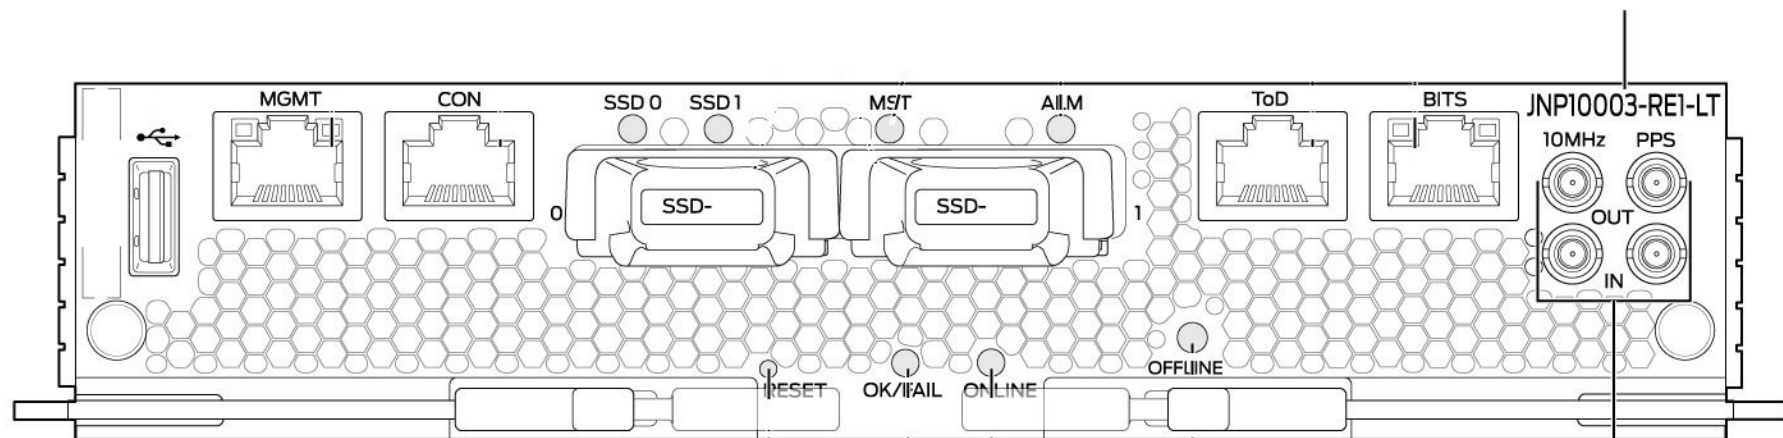 MGMT CON SSD 0 SSD 1 MST ALM ToD BITS JNP10003-RE1-LT
10MHz PPS
0 SSD- SSD- 1 OUT
IN
OFFLINE
RESET OK/FAIL ONLINE